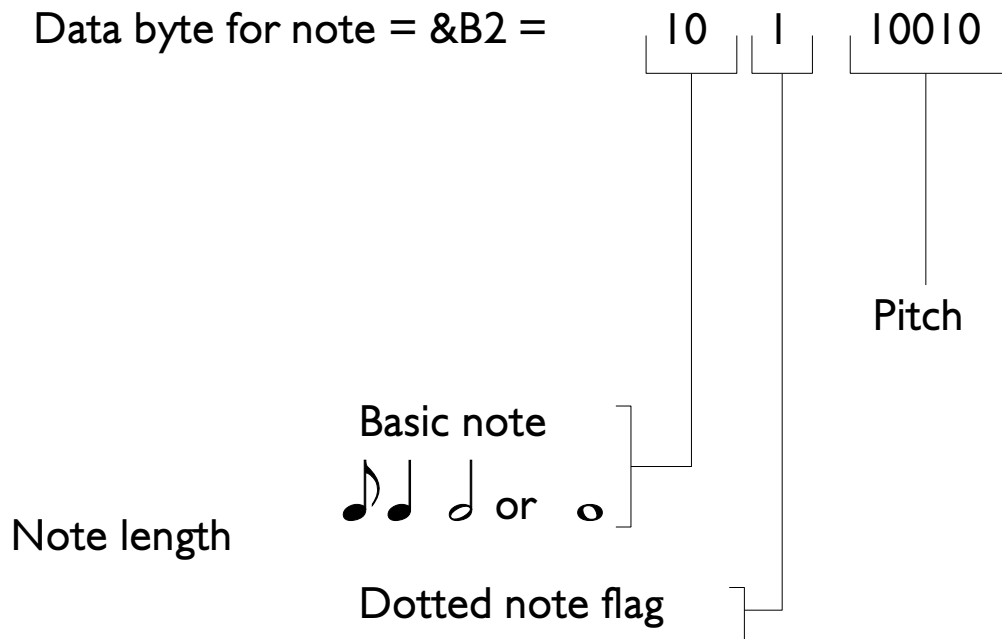 Data byte for note = &B2 = 10 1 10010
Pitch
Basic note
♪ ♩ 𝅗𝅥 or 𝅝
Note length
Dotted note flag